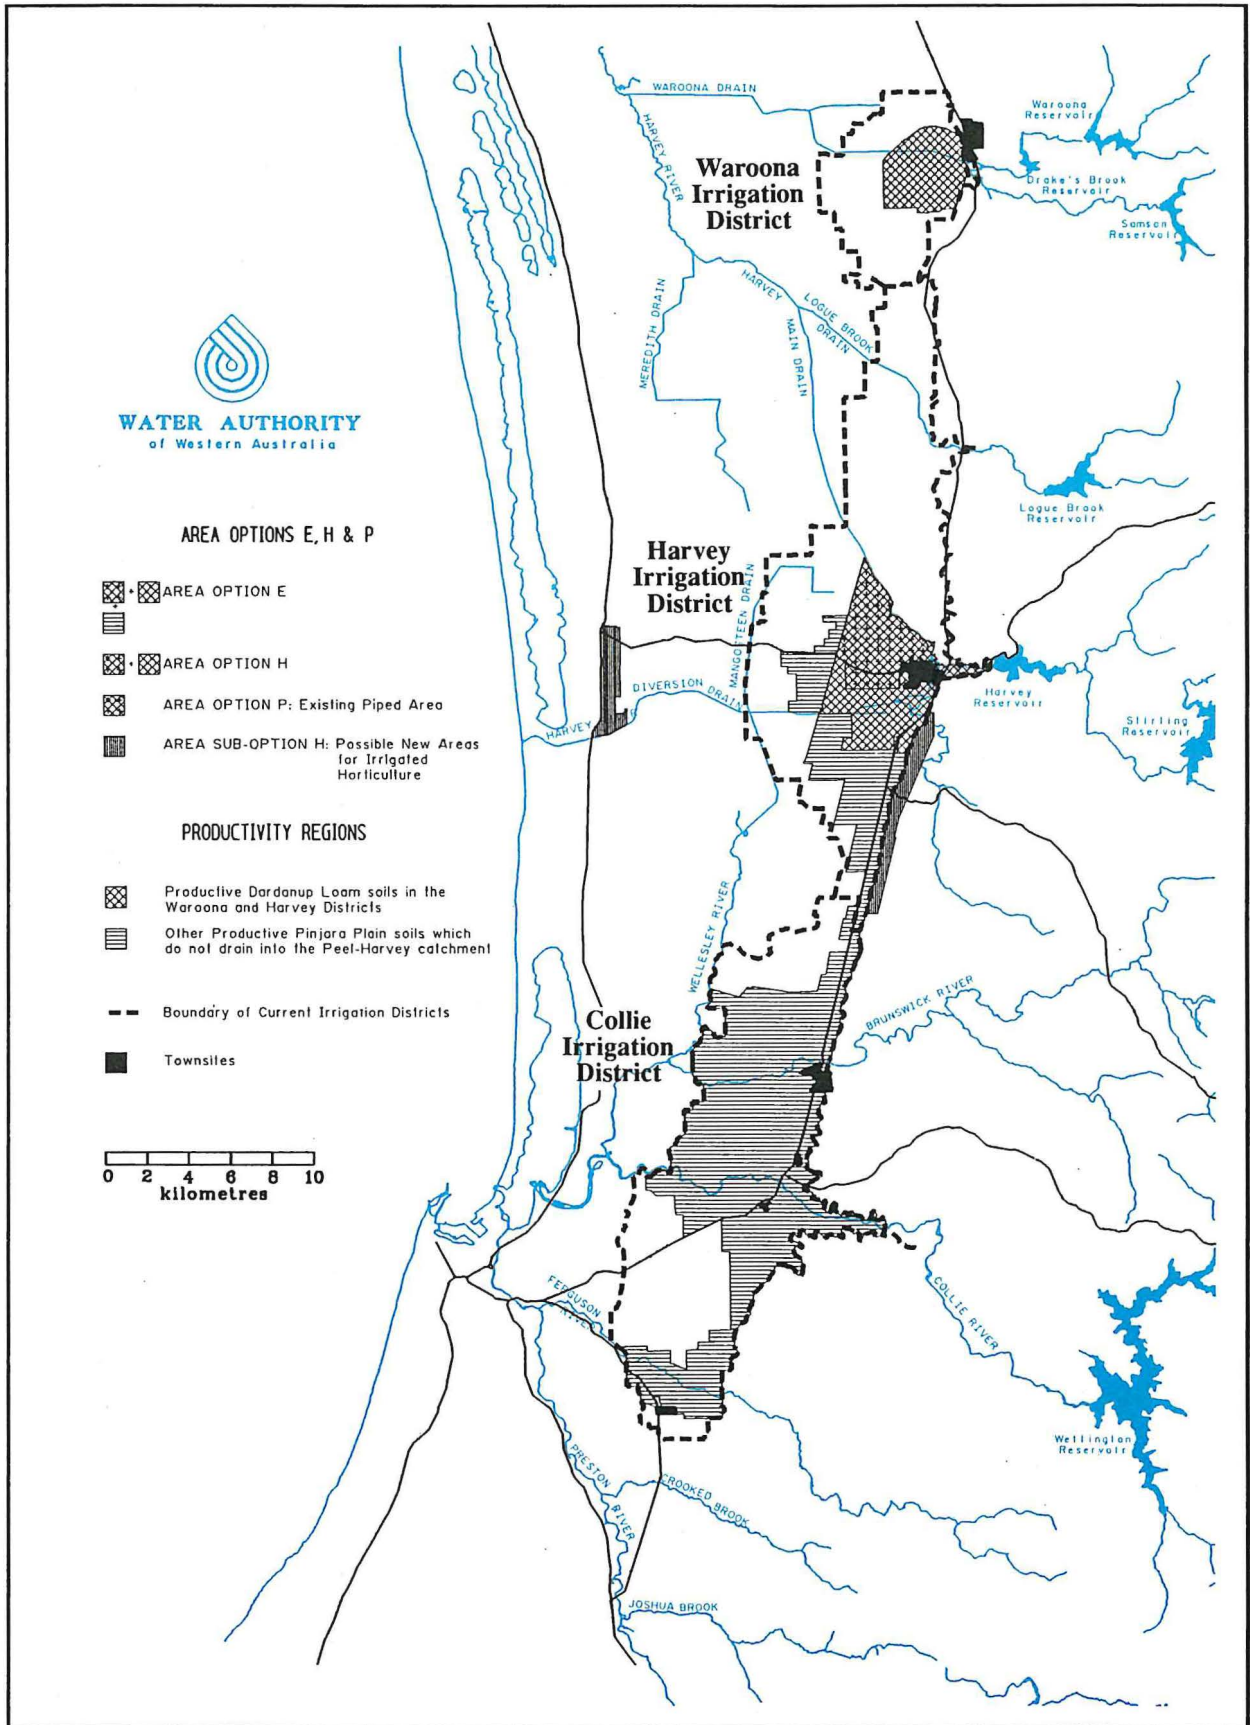 WAROONA DRAIN
HARVEY RIVER
Waroona
Reservoir
Waroona
Irrigation
District
Drake's Brook
Reservoir
Samson
Reservoir
MEREDITH DRAIN
HARVEY
MAIN DRAIN
LOGUE BROOK
DRAIN
WATER AUTHORITY
of Western Australia
Logue Brook
Reservoir
AREA OPTIONS E, H & P
AREA OPTION E
AREA OPTION H
AREA OPTION P: Existing Piped Area
AREA SUB-OPTION H: Possible New Areas
for Irrigated
Horticulture
Harvey
Irrigation
District
MANGOSTEEN DRAIN
HARVEY
DIVERSION DRAIN
Harvey
Reservoir
Stirling
Reservoir
PRODUCTIVITY REGIONS
Productive Dardanup Loam soils in the
Waroona and Harvey Districts
Other Productive Pinjara Plain soils which
do not drain into the Peel-Harvey catchment
Boundary of Current Irrigation Districts
Townsites
WELLESLEY RIVER
BRUNSWICK RIVER
Collie
Irrigation
District
0 2 4 6 8 10
kilometres
FERGUSON
RIVER
COLLIE RIVER
Wellington
Reservoir
PRESTON RIVER
CROOKED BROOK
JOSHUA BROOK